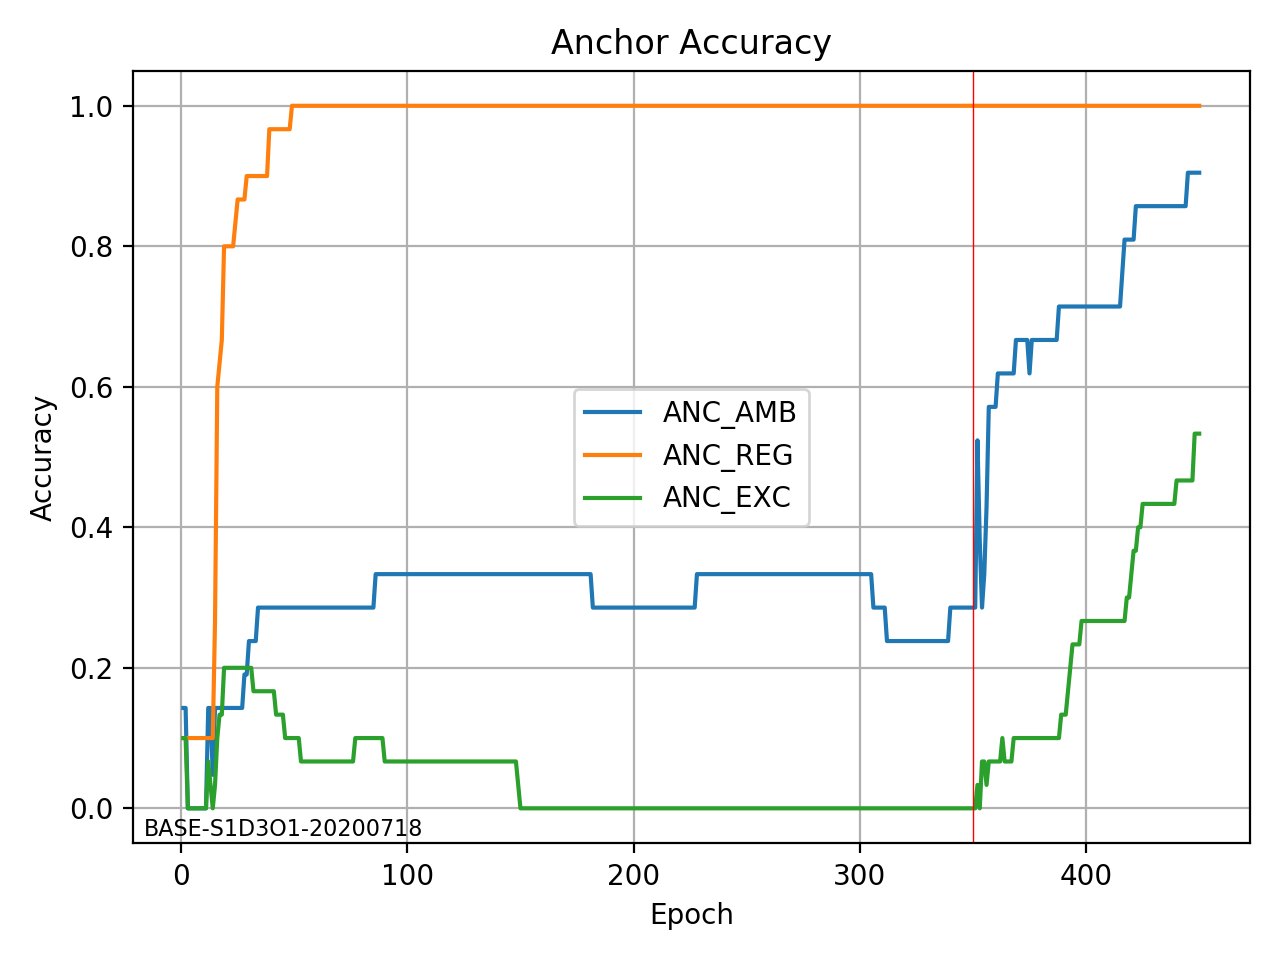 Anchor Accuracy
1.0
0.8
0.6
0.4
0.2
0.0
Accuracy
ANC_AMB
ANC_REG
ANC_EXC
BASE-S1D3O1-20200718
0 100 200 300 400
Epoch